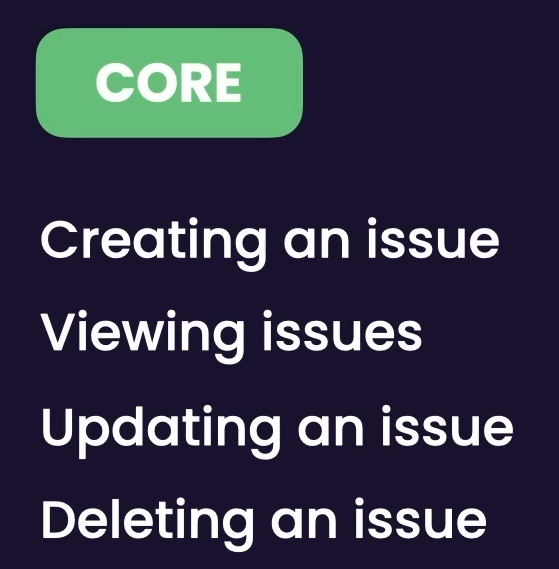 CORE
Creating an issue
Viewing issues
Updating an issue
Deleting an issue